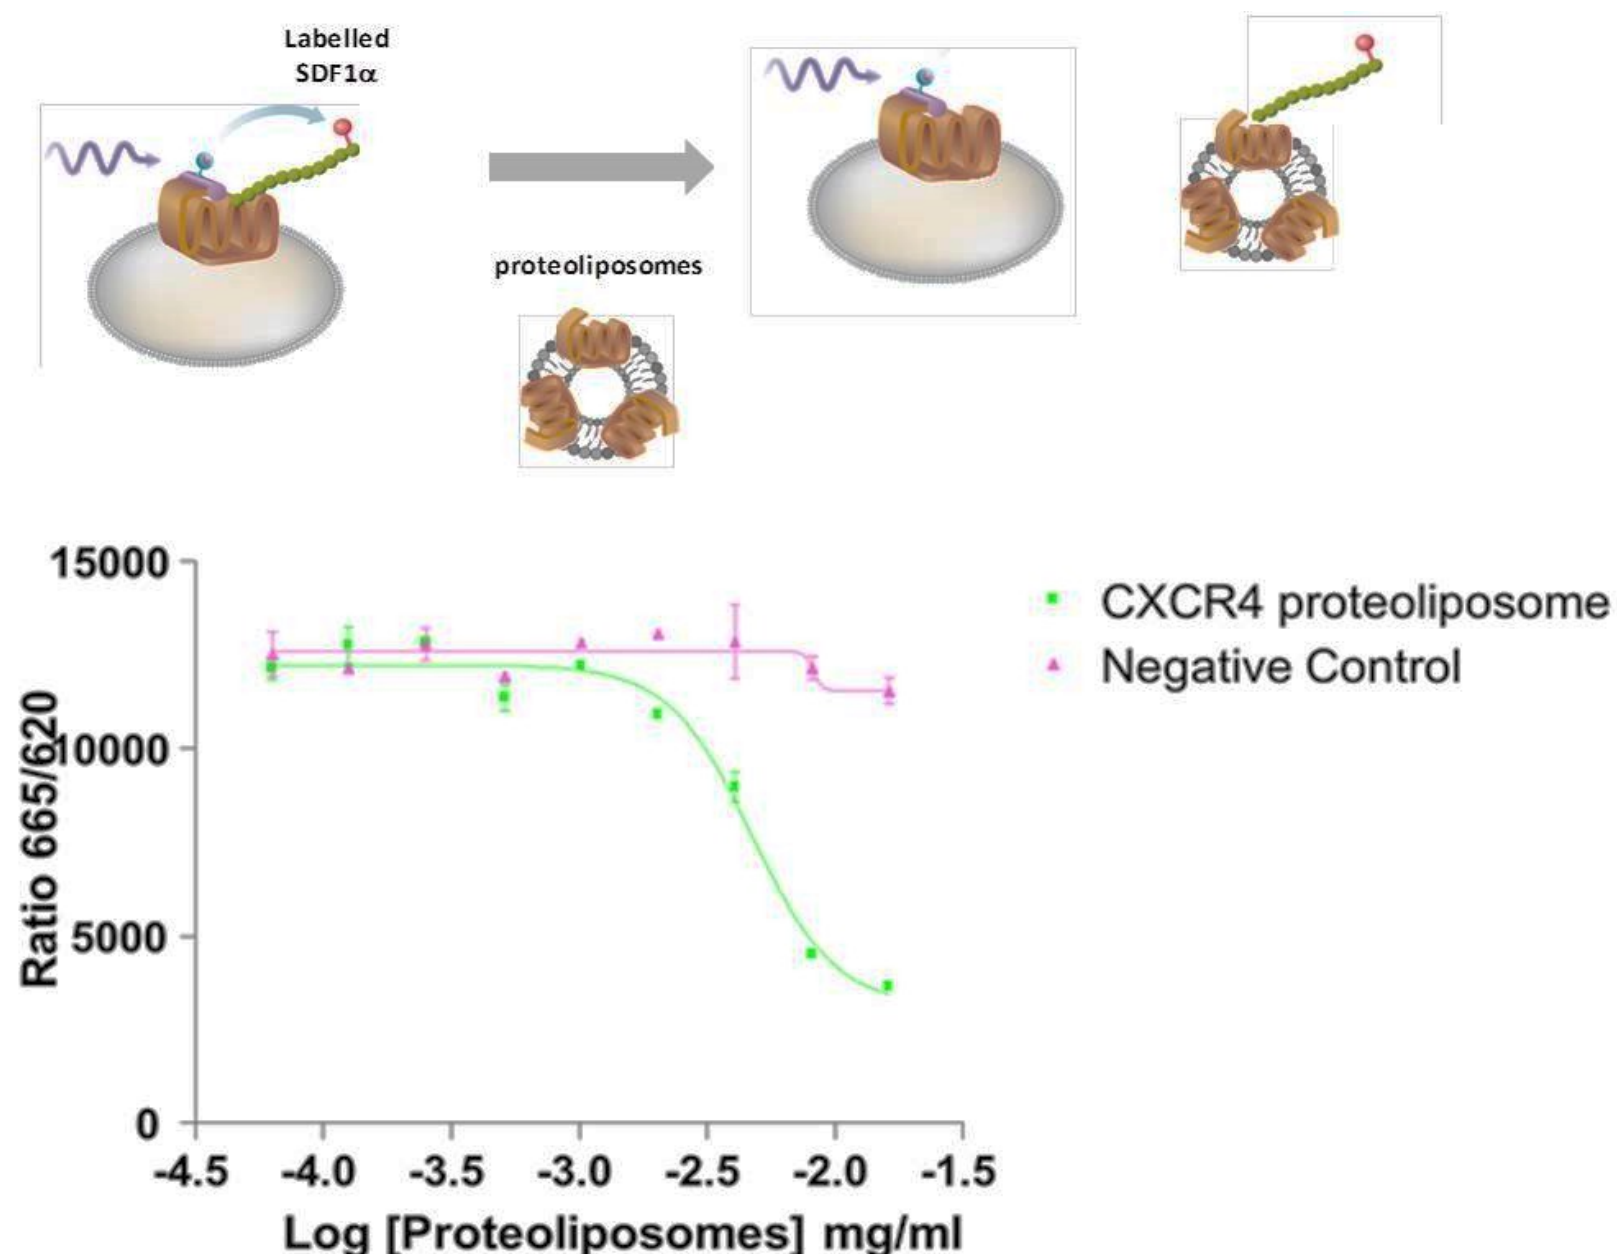 Labelled
SDF1α
proteoliposomes
15000
10000
5000
0
Ratio 665/620
-4.5 -4.0 -3.5 -3.0 -2.5 -2.0 -1.5
Log [Proteoliposomes] mg/ml
CXCR4 proteoliposome
Negative Control